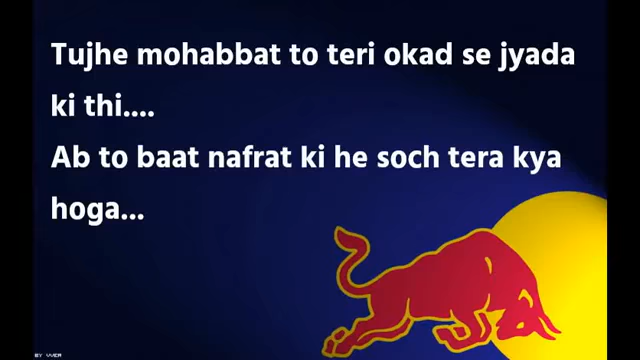 Tujhe mohabbat to teri okad se jyada
ki thi....
Ab to baat nafrat ki he soch tera kya
hoga...